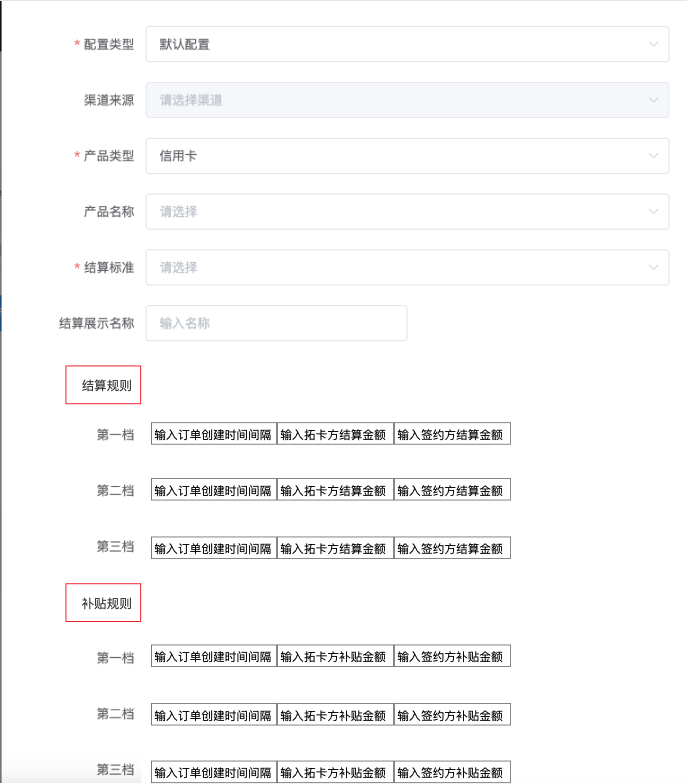 * 配置类型 默认配置
渠道来源 请选择渠道
* 产品类型 信用卡
产品名称 请选择
* 结算标准 请选择
结算展示名称 输入名称
结算规则
第一档 输入订单创建时间间隔 输入拓卡方结算金额 输入签约方结算金额
第二档 输入订单创建时间间隔 输入拓卡方结算金额 输入签约方结算金额
第三档 输入订单创建时间间隔 输入拓卡方结算金额 输入签约方结算金额
补贴规则
第一档 输入订单创建时间间隔 输入拓卡方补贴金额 输入签约方补贴金额
第二档 输入订单创建时间间隔 输入拓卡方补贴金额 输入签约方补贴金额
第三档 输入订单创建时间间隔 输入拓卡方补贴金额 输入签约方补贴金额